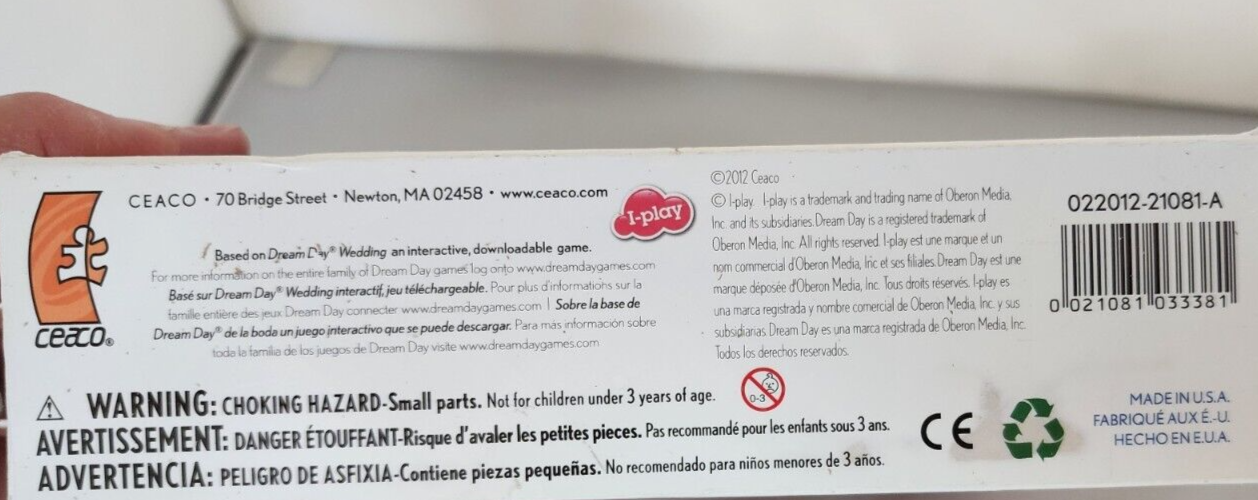 CEACO • 70 Bridge Street • Newton, MA 02458 • www.ceaco.com
ceaco®
I-play
Based on Dream Day® Wedding an interactive, downloadable game.
For more information on the entire family of Dream Day games log onto www.dreamdaygames.com
Basé sur Dream Day® Wedding interactif, jeu téléchargeable. Pour plus d'informations sur la
famille entière des jeux Dream Day connecter www.dreamdaygames.com | Sobre la base de
Dream Day® de la boda un juego interactivo que se puede descargar. Para más información sobre
toda la familia de los juegos de Dream Day visite www.dreamdaygames.com
©2012 Ceaco
© I-play. I-play is a trademark and trading name of Oberon Media,
Inc. and its subsidiaries. Dream Day is a registered trademark of
Oberon Media, Inc. All rights reserved. I-play est une marque et un
nom commercial d'Oberon Media, Inc et ses filiales. Dream Day est une
marque déposée d'Oberon Media, Inc. Tous droits réservés. I-play es
una marca registrada y nombre comercial de Oberon Media, Inc. y sus
subsidiarias. Dream Day es una marca registrada de Oberon Media, Inc.
Todos los derechos reservados.
022012-21081-A
0 021081 033381
WARNING: CHOKING HAZARD-Small parts. Not for children under 3 years of age.
0-3
AVERTISSEMENT: DANGER ÉTOUFFANT-Risque d'avaler les petites pieces. Pas recommandé pour les enfants sous 3 ans.
ADVERTENCIA: PELIGRO DE ASFIXIA-Contiene piezas pequeñas. No recomendado para niños menores de 3 años.
CE
MADE IN U.S.A.
FABRIQUÉ AUX É.-U.
HECHO EN E.U.A.